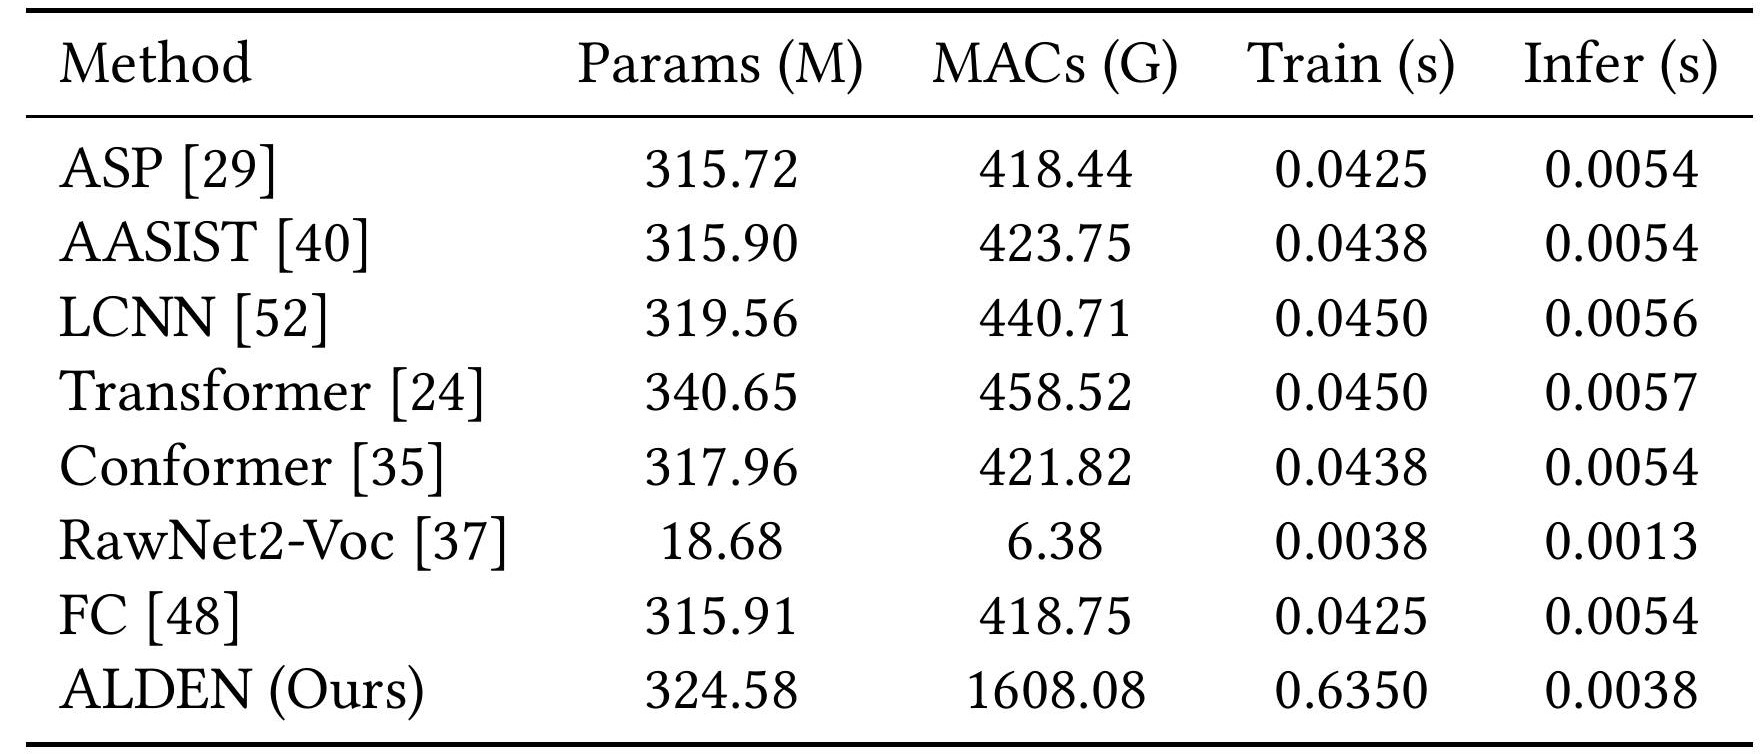 Method Params (M) MACs (G) Train (s) Infer (s)
ASP [29] 315.72 418.44 0.0425 0.0054
AASIST [40] 315.90 423.75 0.0438 0.0054
LCNN [52] 319.56 440.71 0.0450 0.0056
Transformer [24] 340.65 458.52 0.0450 0.0057
Conformer [35] 317.96 421.82 0.0438 0.0054
RawNet2-Voc [37] 18.68 6.38 0.0038 0.0013
FC [48] 315.91 418.75 0.0425 0.0054
ALDEN (Ours) 324.58 1608.08 0.6350 0.0038